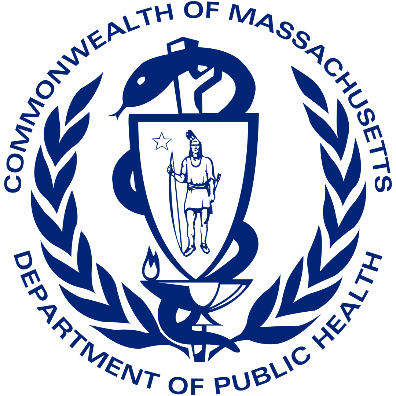 COMMONWEALTH OF MASSACHUSETTS
DEPARTMENT OF PUBLIC HEALTH